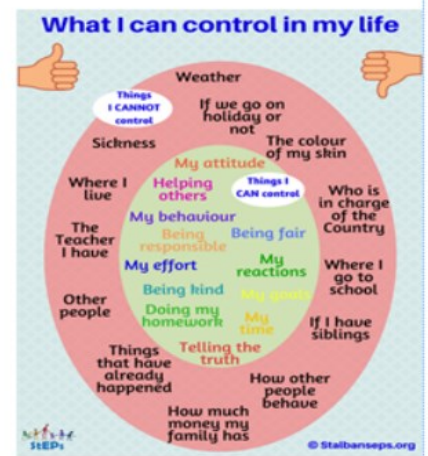 What I can control in my life
Weather
Things
I CANNOT
control
If we go on
holiday or
not
Sickness
The colour
of my skin
My attitude
Where I
live
Helping
others
Things I
CAN control
Who is
in charge
of the
Country
My behaviour
The
Teacher
I have
Being
responsible
Being fair
My effort
My
reactions
Where I
go to
school
Being kind
My goals
Other
people
Doing my
homework
My
time
If I have
siblings
Telling the
truth
Things
that have
already
happened
How other
people
behave
How much
money my
family has
StEPs
© Stalbanseps.org